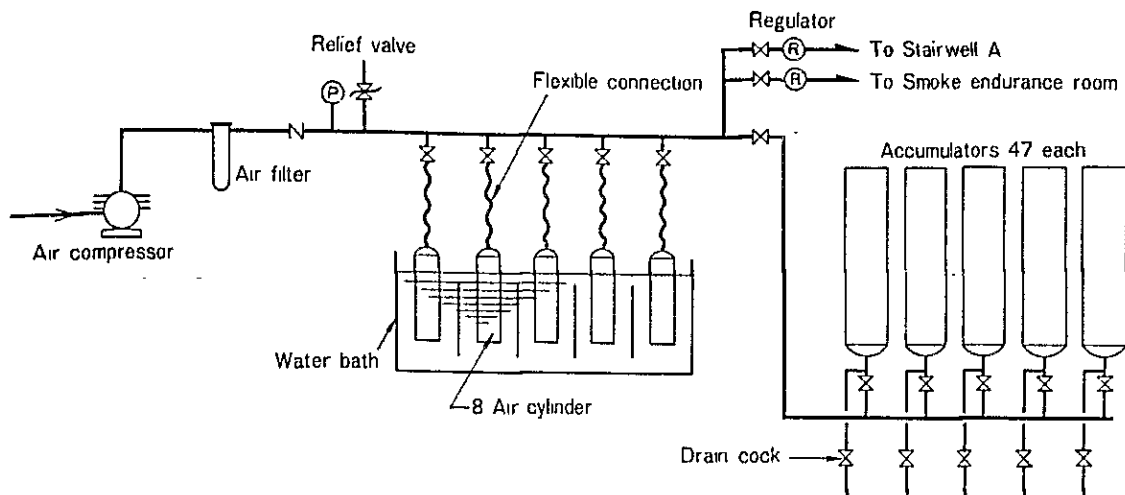 Regulator
R
To Stairwell A
Relief valve
Flexible connection
R
To Smoke endurance room
P
Air filter
Accumulators 47 each
Air compressor
Water bath
8 Air cylinder
Drain cock